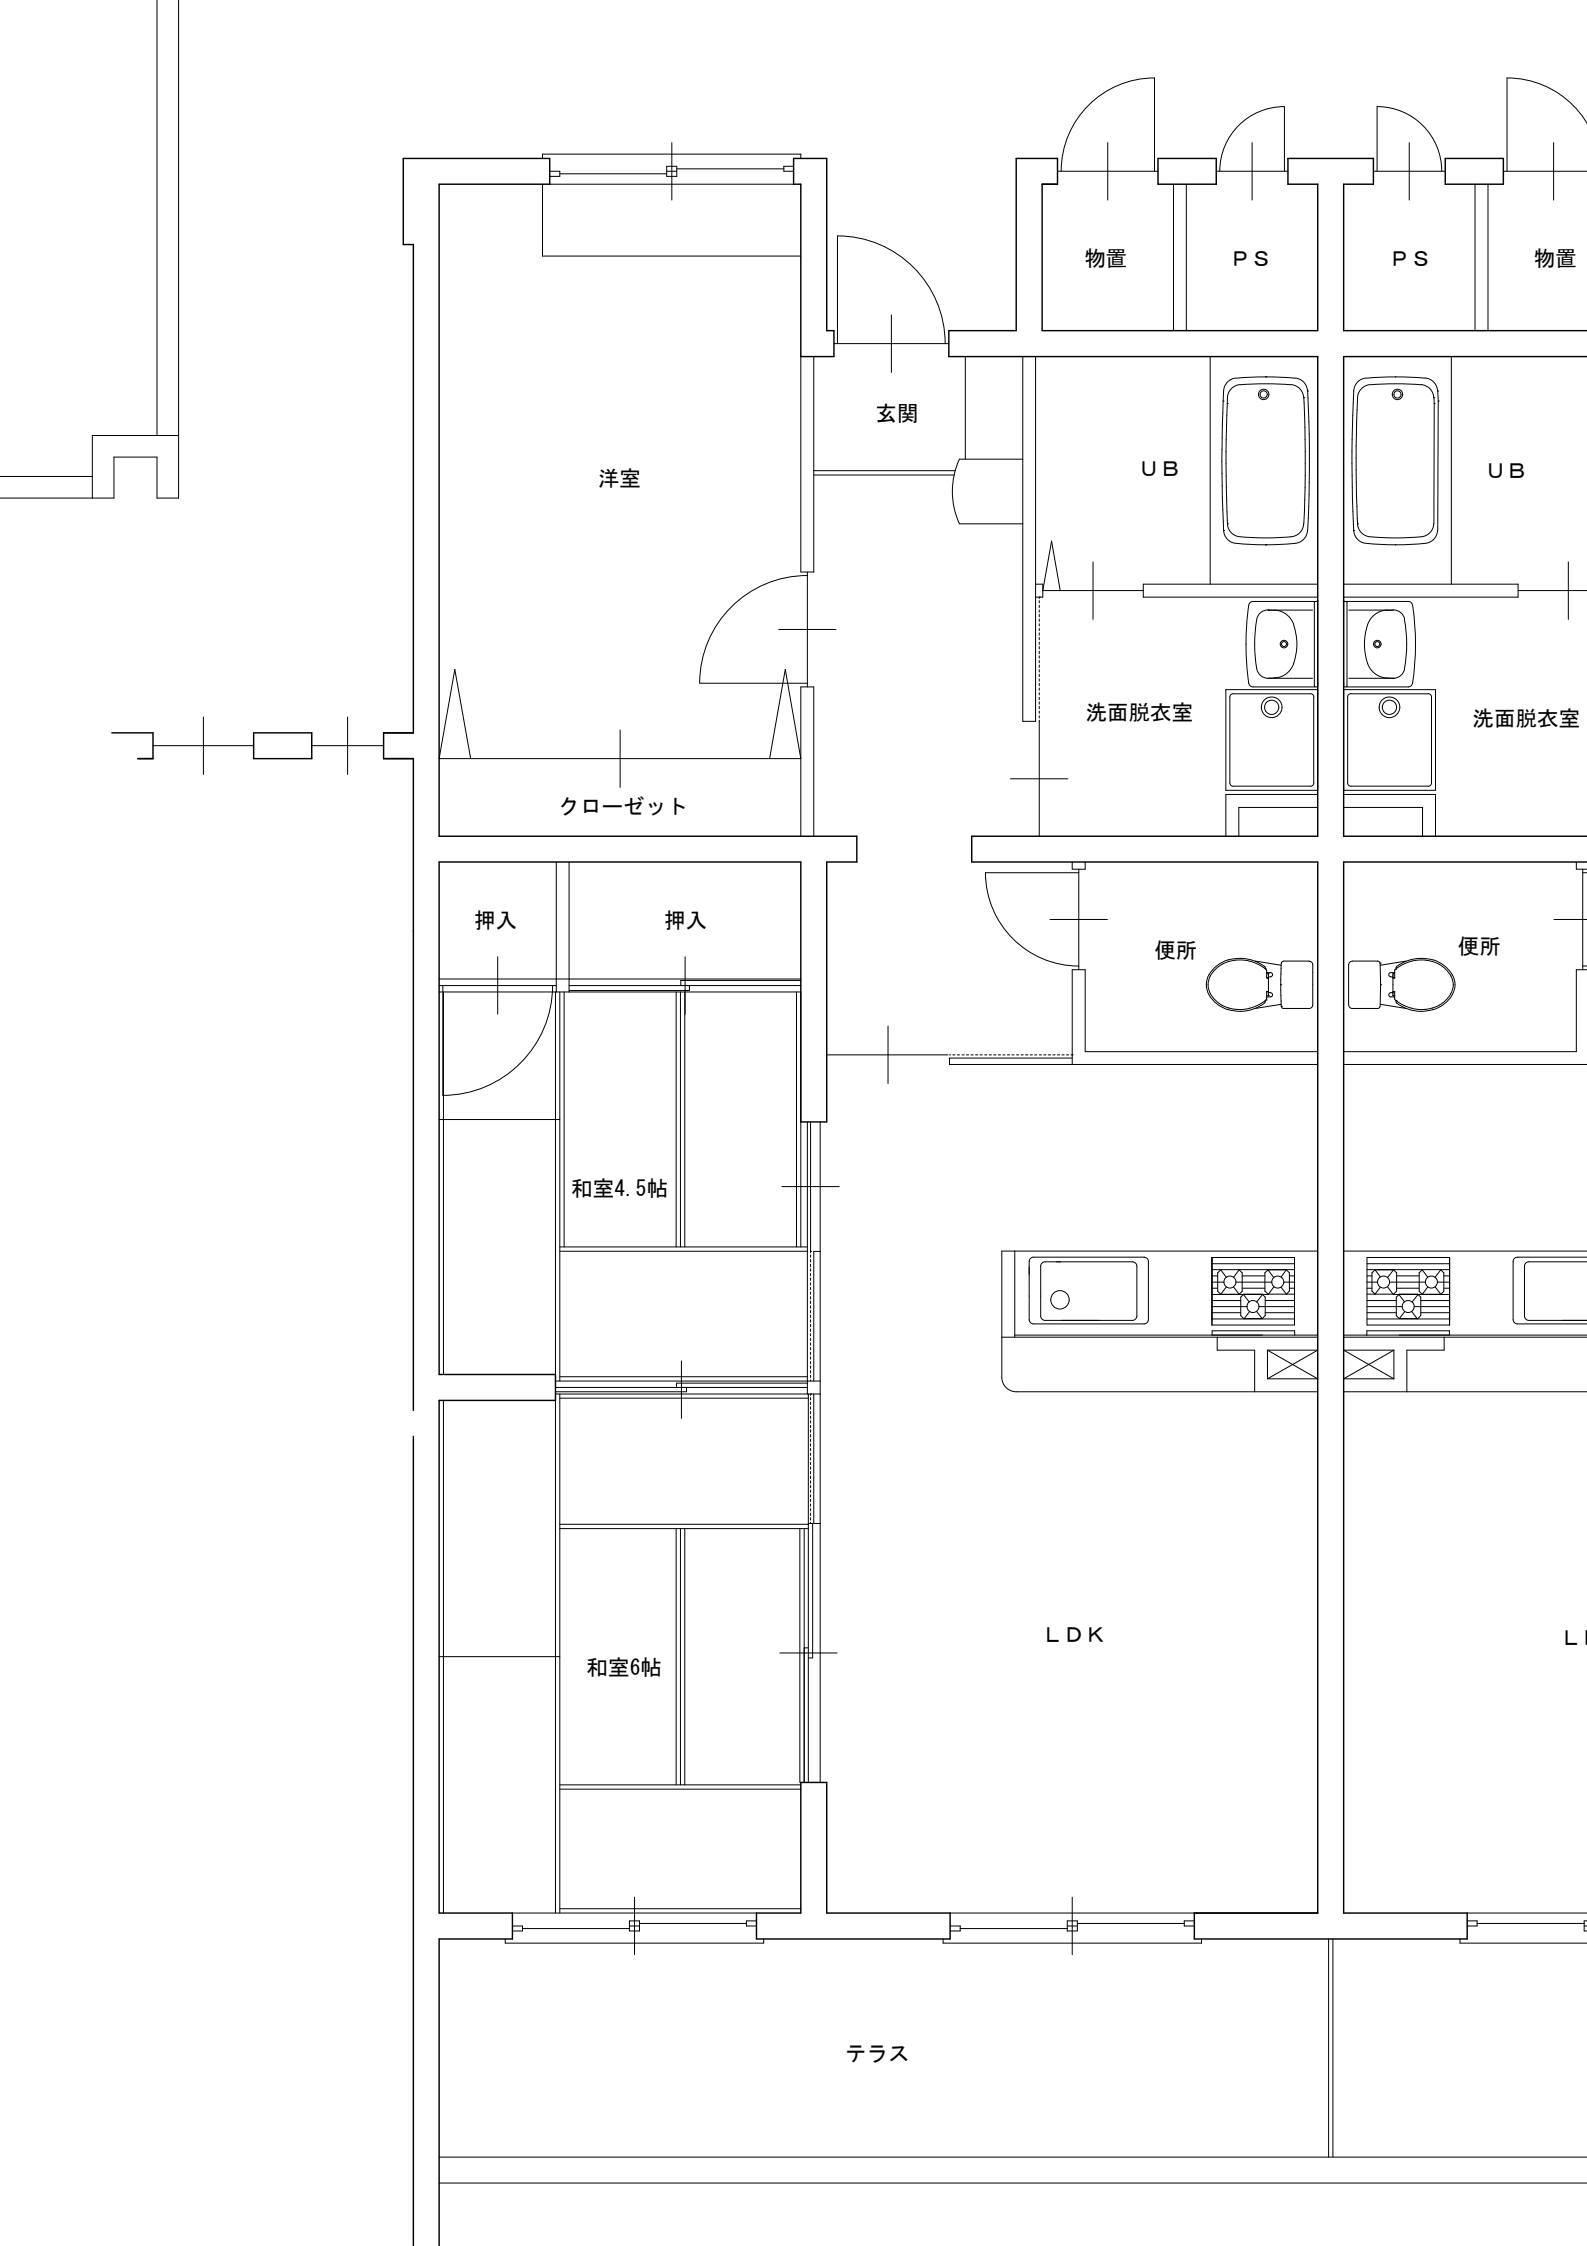 物置
ＰＳ
ＰＳ
物置
玄関
洋室
ＵＢ
ＵＢ
洗面脱衣室
洗面脱衣室
クローゼット
押入
押入
便所
便所
和室4.5帖
ＬＤＫ
和室6帖
テラス